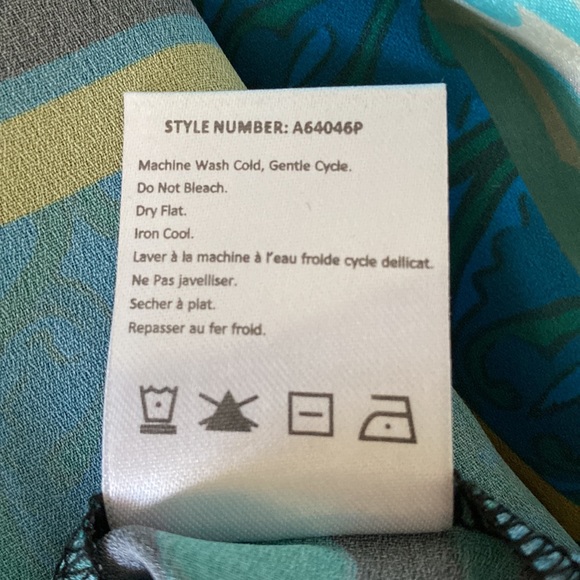 STYLE NUMBER: A64046P
Machine Wash Cold, Gentle Cycle.
Do Not Bleach.
Dry Flat.
Iron Cool.
Laver à la machine à l'eau froide cycle dellicat.
Ne Pas javelliser.
Secher à plat.
Repasser au fer froid.